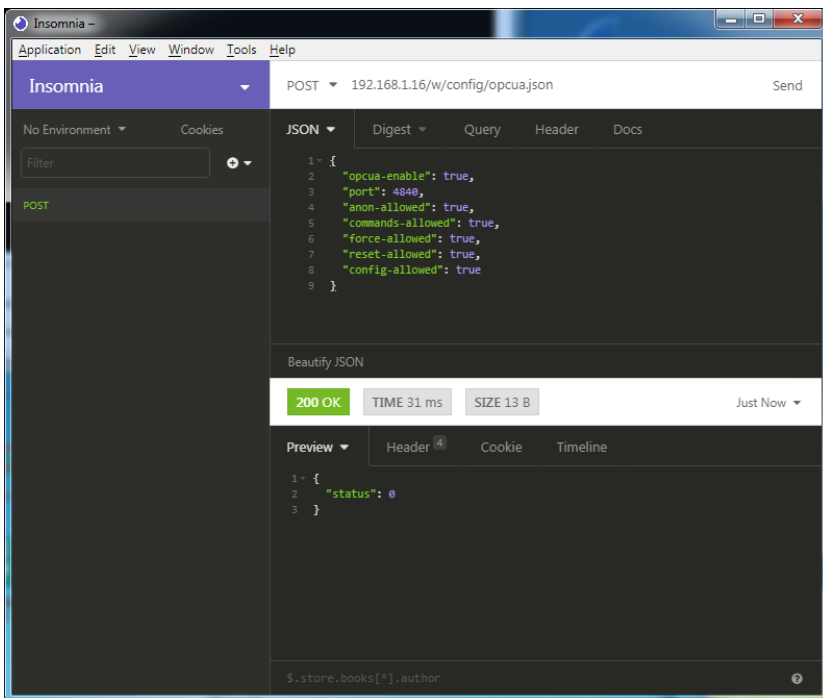 Insomnia –
Application Edit View Window Tools Help
Insomnia
POST 192.168.1.16/w/config/opcua.json Send
No Environment Cookies
JSON Digest Query Header Docs
Filter
POST
1 {
2 "opcua-enable": true,
3 "port": 4840,
4 "anon-allowed": true,
5 "commands-allowed": true,
6 "force-allowed": true,
7 "reset-allowed": true,
8 "config-allowed": true
9 }
Beautify JSON
200 OK TIME 31 ms SIZE 13 B Just Now
Preview Header 4 Cookie Timeline
1 {
2 "status": 0
3 }
$.store.books[*].author